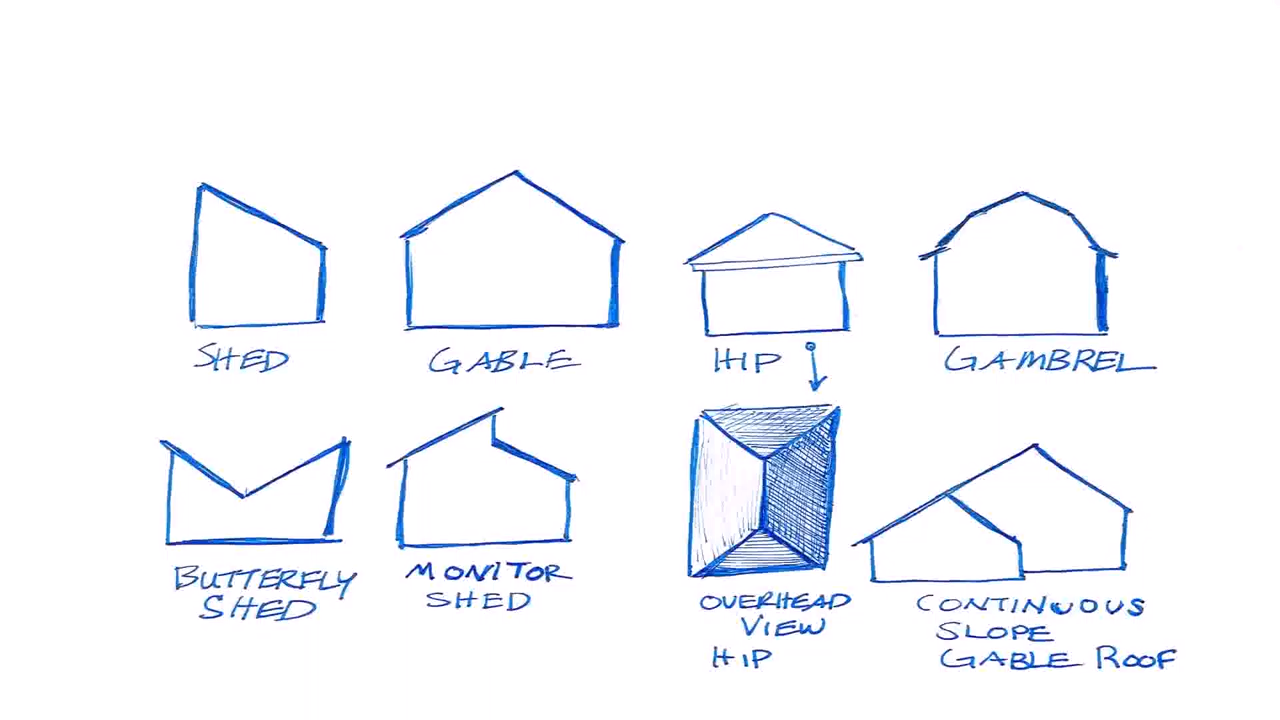 SHED
GABLE
HIP
GAMBREL
BUTTERFLY
SHED
MONITOR
SHED
OVERHEAD
VIEW
HIP
CONTINUOUS
SLOPE
GABLE ROOF